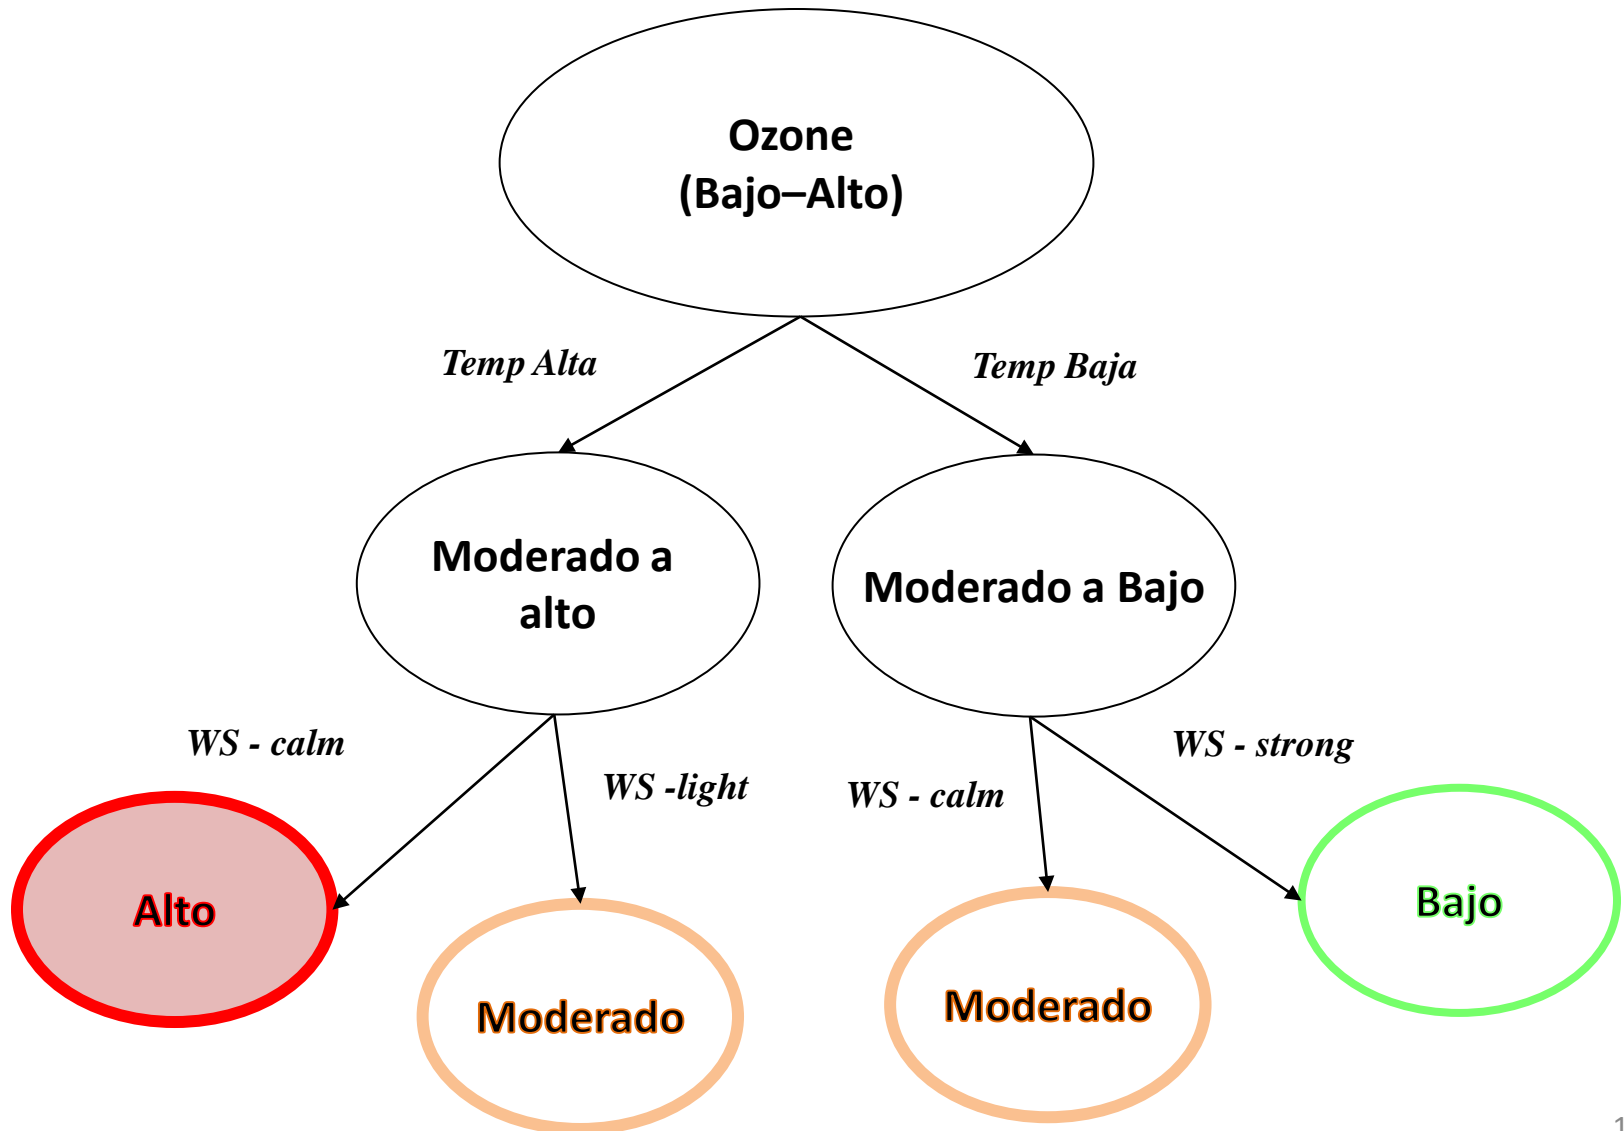 Ozone
(Bajo–Alto)
Temp Alta
Temp Baja
Moderado a
alto
Moderado a Bajo
WS - calm
WS -light
WS - calm
WS - strong
Alto
Moderado
Moderado
Bajo